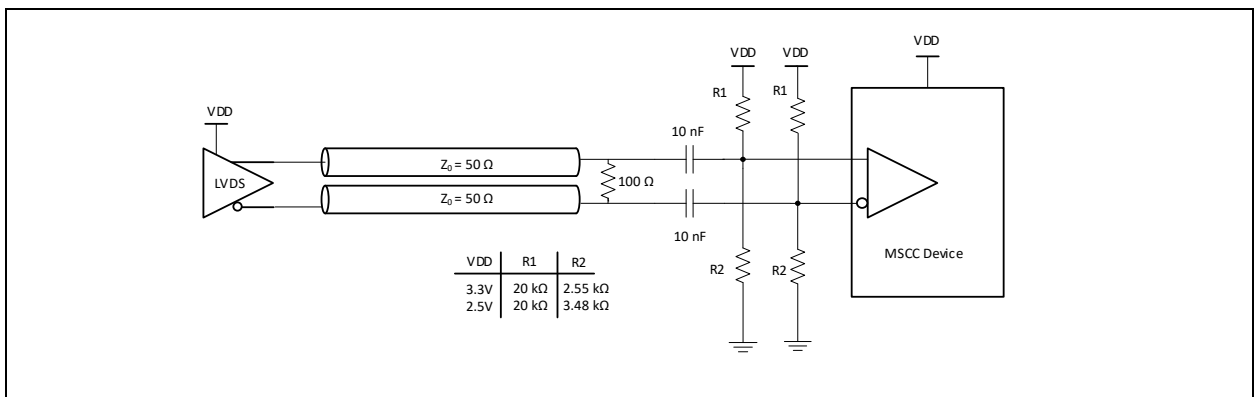 VDD
VDD
VDD
R1
R1
VDD
10 nF
LVDS
Z₀ = 50 Ω
100 Ω
Z₀ = 50 Ω
10 nF
MSCC Device
R2
R2
VDD R1 R2
3.3V 20 kΩ 2.55 kΩ
2.5V 20 kΩ 3.48 kΩ